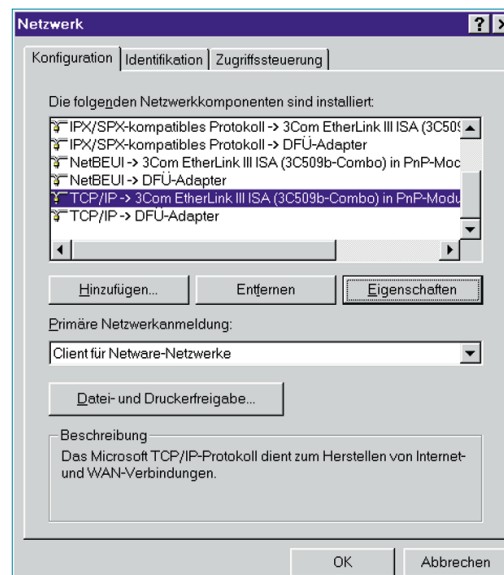 Netzwerk
Konfiguration
Identifikation
Zugriffssteuerung
Die folgenden Netzwerkkomponenten sind installiert:
IPX/SPX-kompatibles Protokoll -> 3Com EtherLink III ISA (3C509
IPX/SPX-kompatibles Protokoll -> DFÜ-Adapter
NetBEUI -> 3Com EtherLink III ISA (3C509b-Combo) in PnP-Moc
NetBEUI -> DFÜ-Adapter
TCP/IP -> 3Com EtherLink III ISA (3C509b-Combo) in PnP-Modu
TCP/IP -> DFÜ-Adapter
Hinzufügen...
Entfernen
Eigenschaften
Primäre Netzwerkanmeldung:
Client für Netware-Netzwerke
Datei- und Druckerfreigabe...
Beschreibung
Das Microsoft TCP/IP-Protokoll dient zum Herstellen von Internet-
und WAN-Verbindungen.
OK
Abbrechen